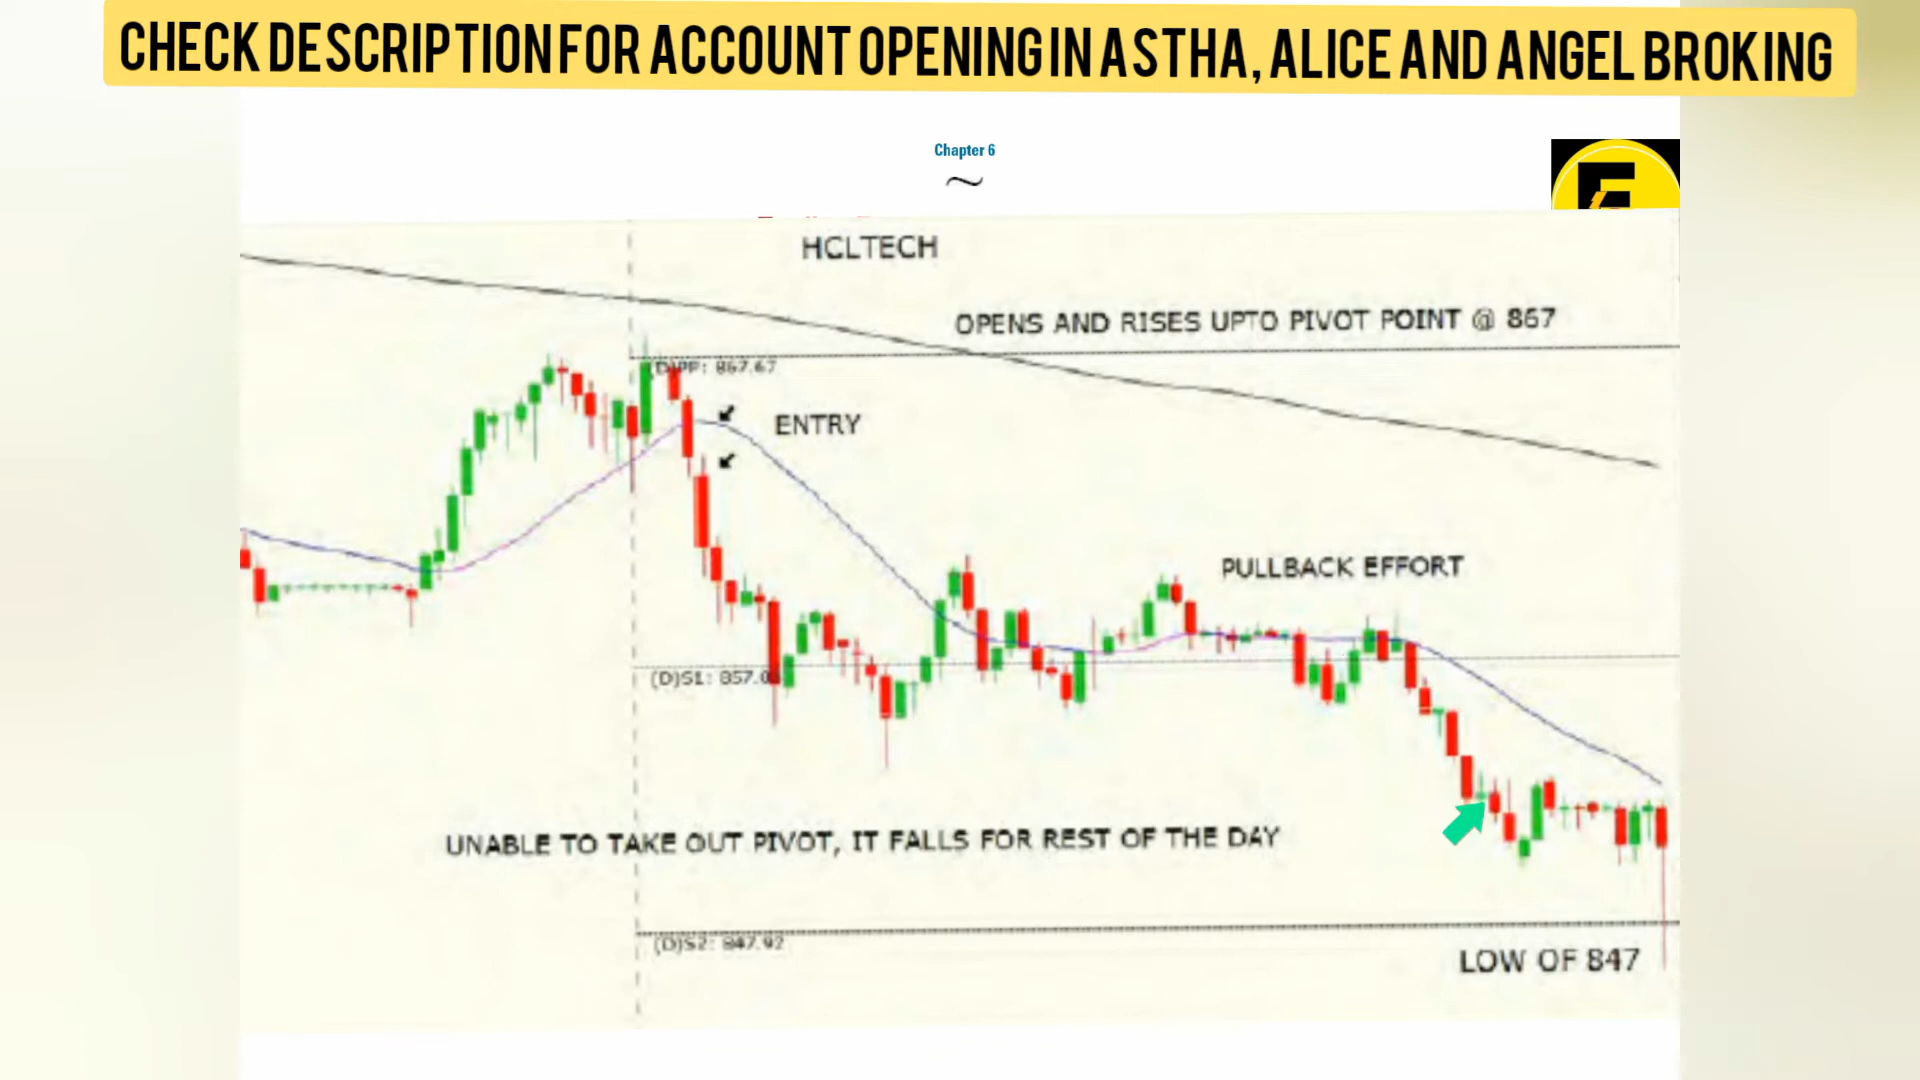 CHECK DESCRIPTION FOR ACCOUNT OPENING IN ASTHA, ALICE AND ANGEL BROKING
Chapter 6
HCLTECH
OPENS AND RISES UPTO PIVOT POINT @ 867
(D)PP: 867.67
ENTRY
PULLBACK EFFORT
(D)S1: 857.0
UNABLE TO TAKE OUT PIVOT, IT FALLS FOR REST OF THE DAY
(D)S2: 847.92
LOW OF 847